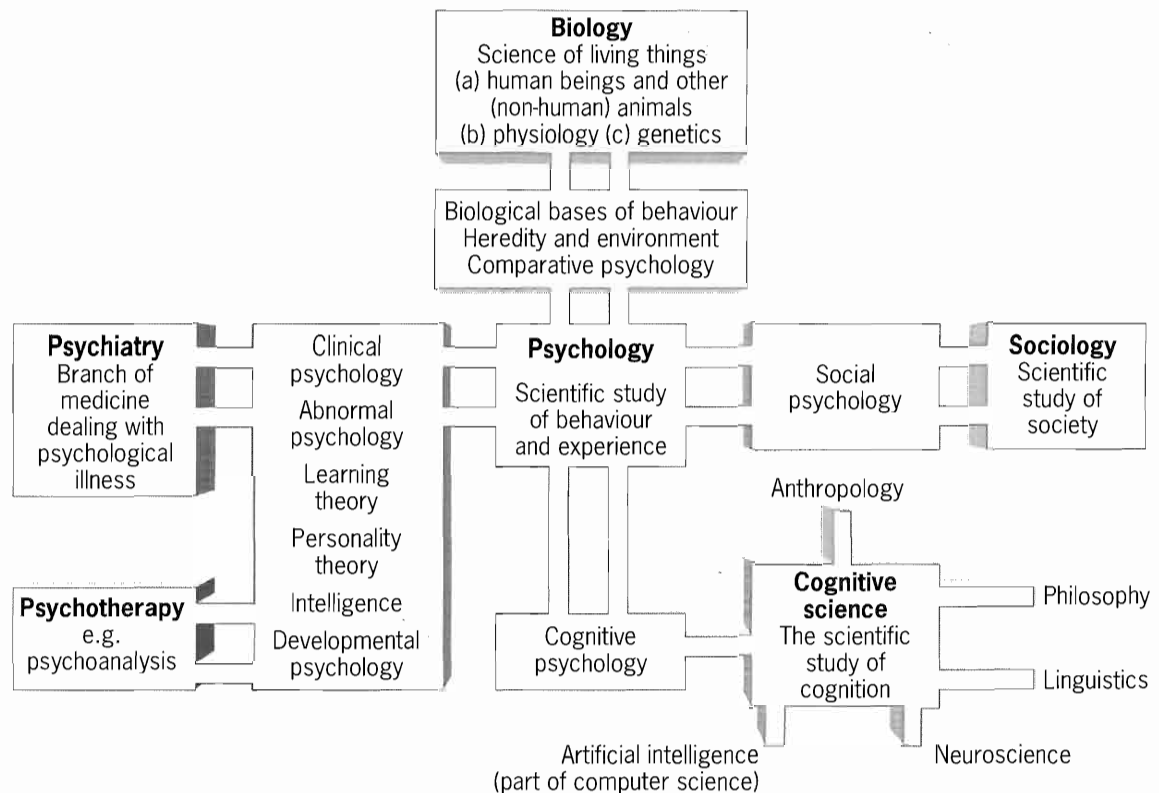 Biology
Science of living things
(a) human beings and other
(non-human) animals
(b) physiology (c) genetics
Biological bases of behaviour
Heredity and environment
Comparative psychology
Psychiatry
Branch of
medicine
dealing with
psychological
illness
Clinical
psychology
Abnormal
psychology
Learning
theory
Personality
theory
Intelligence
Developmental
psychology
Psychology
Scientific study
of behaviour
and experience
Social
psychology
Sociology
Scientific
study of
society
Psychotherapy
e.g.
psychoanalysis
Cognitive
psychology
Anthropology
Cognitive
science
The scientific
study of
cognition
Philosophy
Linguistics
Artificial intelligence
(part of computer science)
Neuroscience